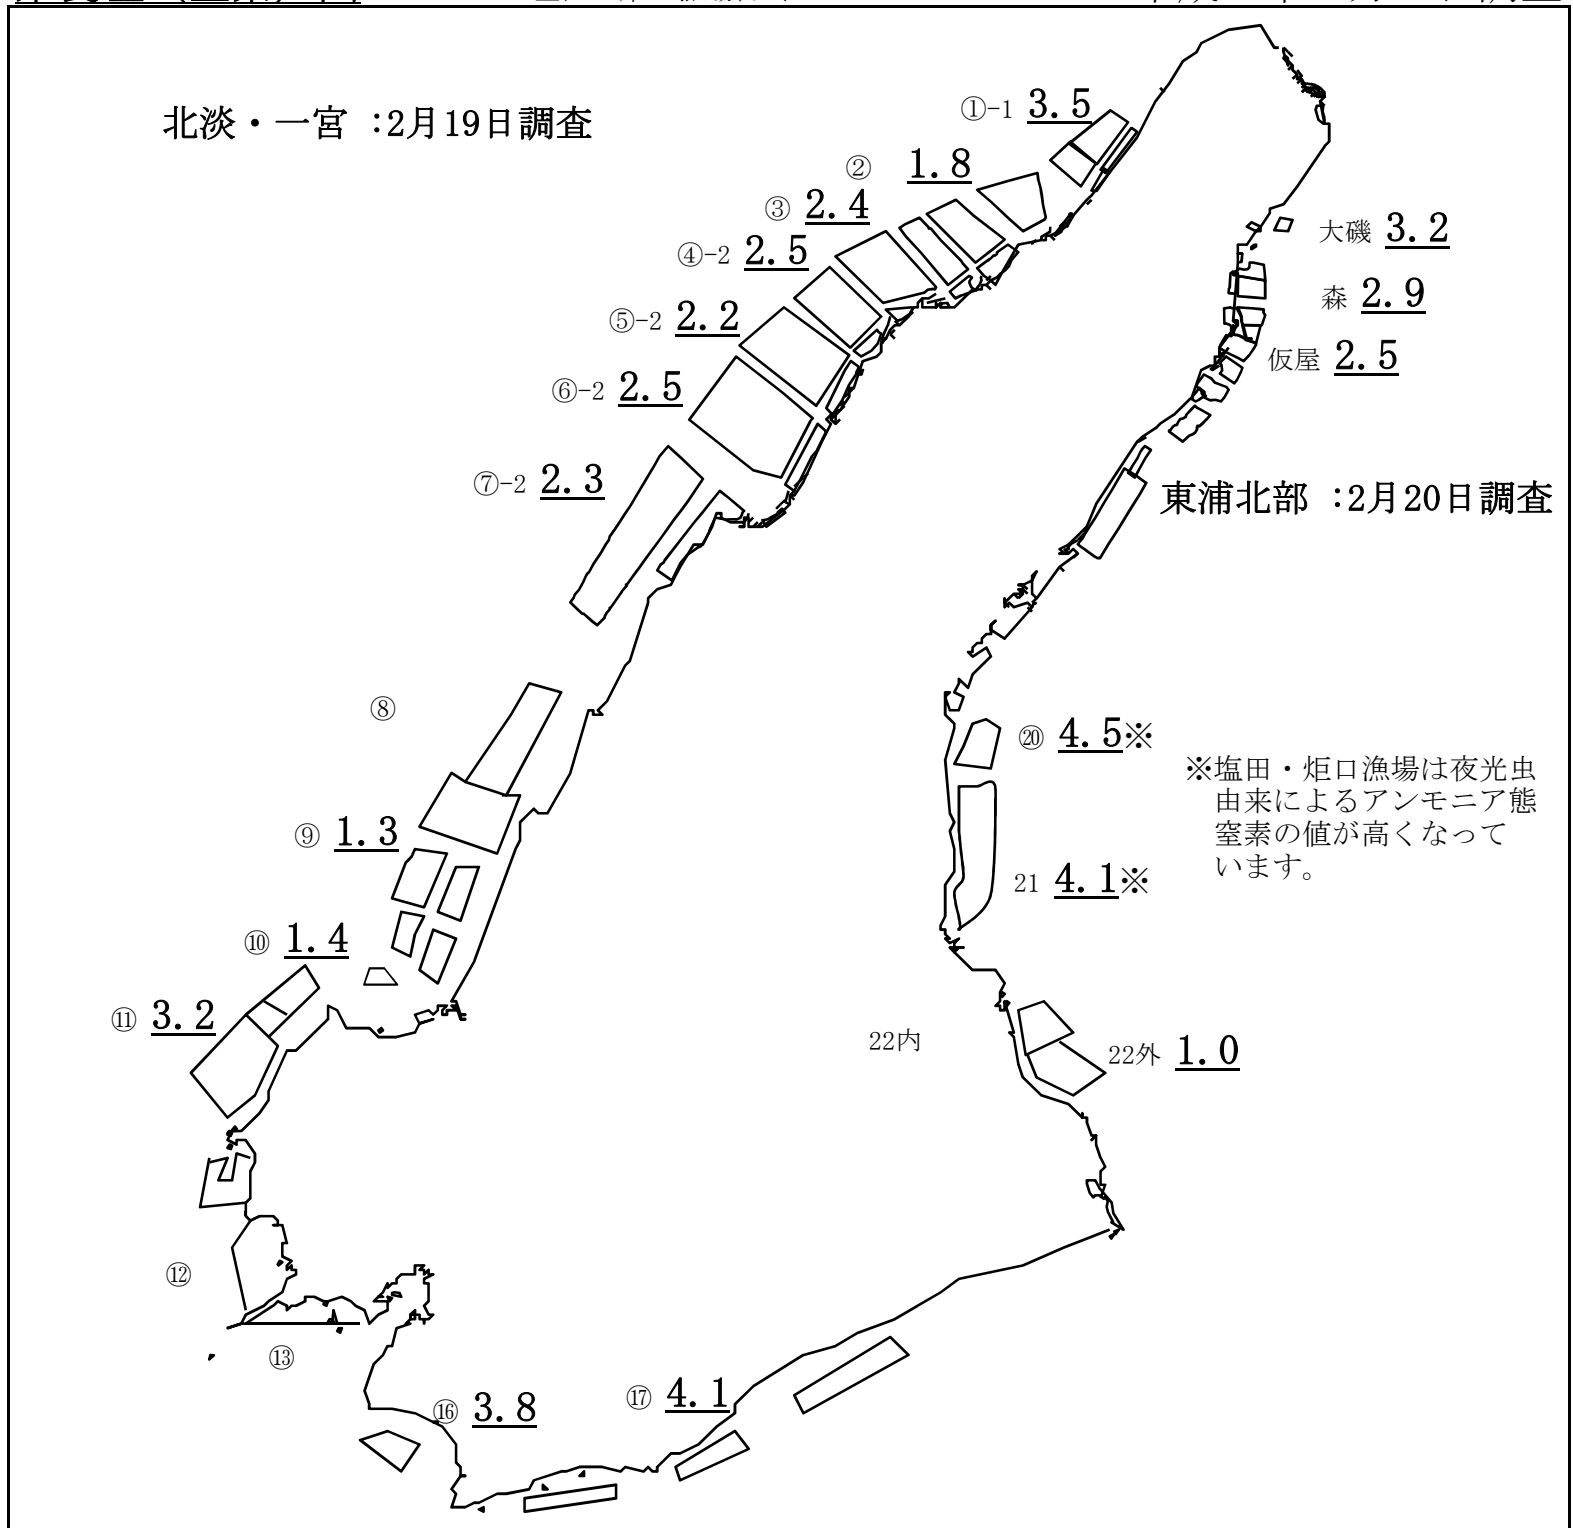 北淡・一宮 :2月19日調査
①-1 3.5
② 1.8
③ 2.4
④-2 2.5
⑤-2 2.2
⑥-2 2.5
⑦-2 2.3
大磯 3.2
森 2.9
仮屋 2.5
東浦北部 :2月20日調査
⑧
⑨ 1.3
⑩ 1.4
⑪ 3.2
⑳ 4.5※
※塩田・炬口漁場は夜光虫
由来によるアンモニア態
窒素の値が高くなって
います。
21 4.1※
22内
22外 1.0
⑫
⑬
⑯ 3.8
⑰ 4.1